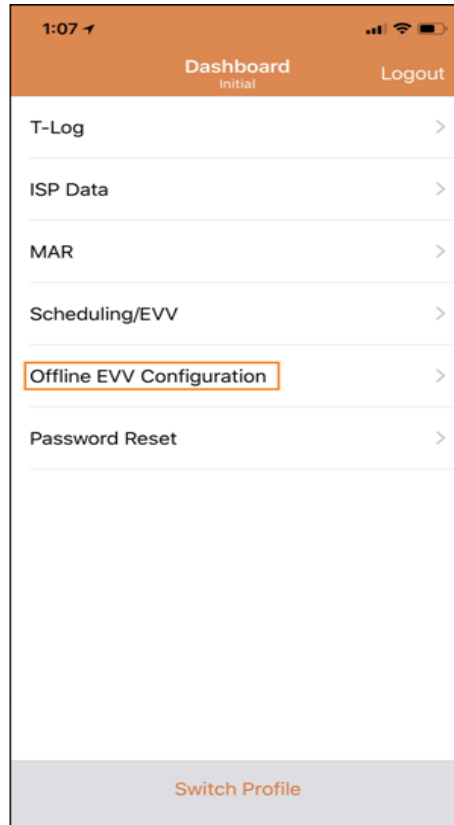 1:07
Dashboard
Initial
Logout
T-Log
ISP Data
MAR
Scheduling/EVV
Offline EVV Configuration
Password Reset
Switch Profile